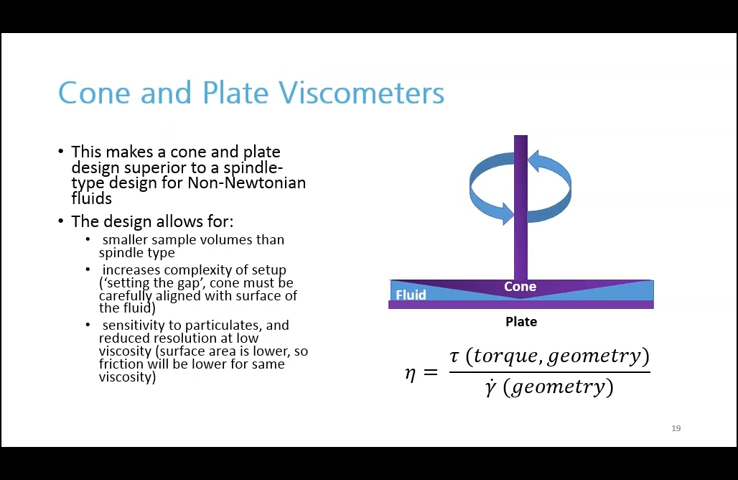 Cone and Plate Viscometers
• This makes a cone and plate
design superior to a spindle-
type design for Non-Newtonian
fluids
• The design allows for:
• smaller sample volumes than
spindle type
• increases complexity of setup
('setting the gap', cone must be
carefully aligned with surface of
the fluid)
• sensitivity to particulates, and
reduced resolution at low
viscosity (surface area is lower, so
friction will be lower for same
viscosity)
Cone
Fluid
Plate
η = τ (torque, geometry) / γ̇ (geometry)
19